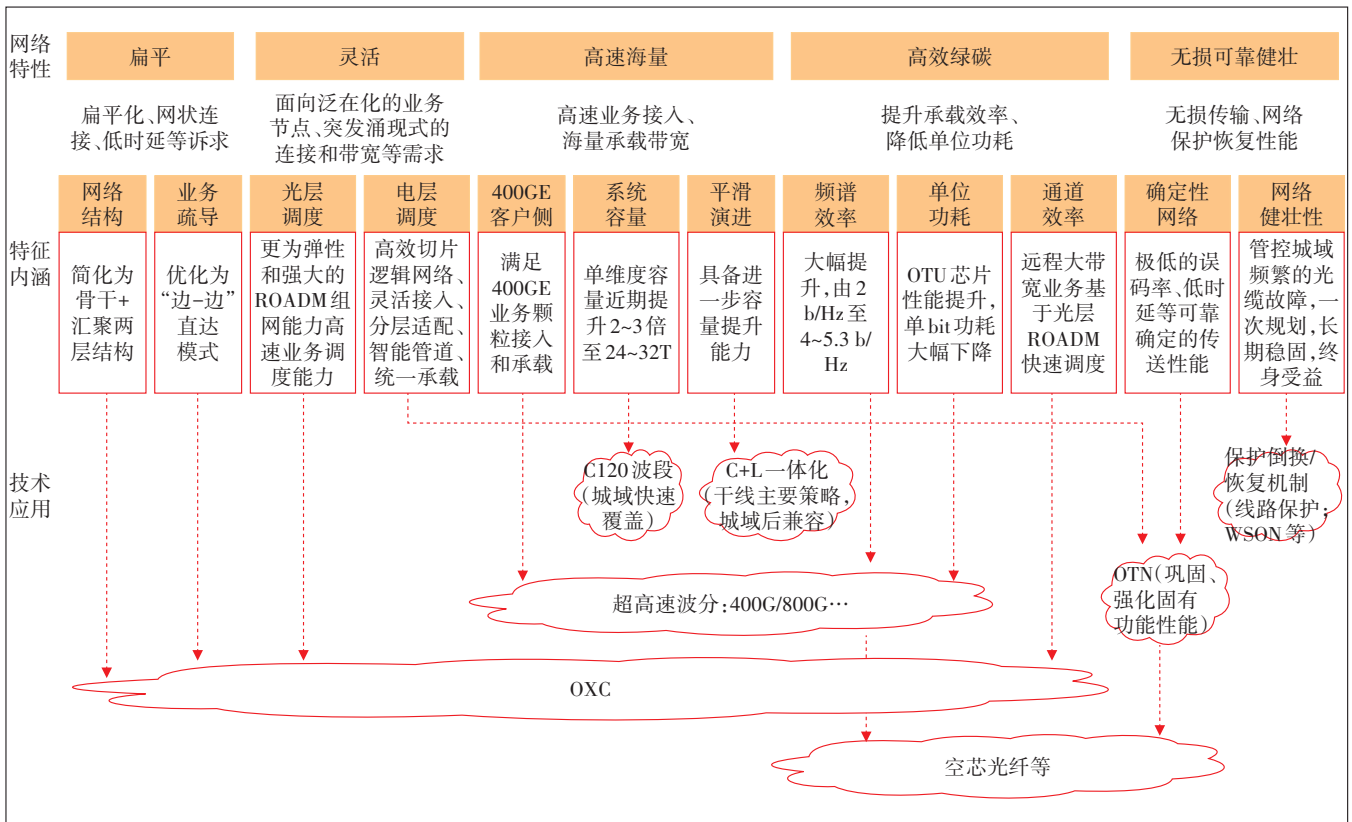 网络
特性
扁平
灵活
高速海量
高效绿碳
无损可靠健壮
扁平化、网状连
接、低时延等诉求
面向泛在化的业务
节点、突发涌现式的
连接和带宽等需求
高速业务接入、
海量承载带宽
提升承载效率、
降低单位功耗
无损传输、网络
保护恢复性能
特征
内涵
网络
结构
简化为
骨干+
汇聚两
层结构
业务
疏导
优化为
“边-边”
直达
模式
光层
调度
更为弹性
和强大的
ROADM组
网能力高
速业务调
度能力
电层
调度
高效切片
逻辑网络、
灵活接入、
分层适配、
智能管道、
统一承载
400GE
客户侧
满足
400GE
业务颗
粒接入
和承载
系统
容量
单维度容
量近期提
升2~3倍
至24~32T
平滑
演进
具备进
一步容
量提升
能力
频谱
效率
大幅提
升,由2
b/Hz至
4~5.3 b/
Hz
单位
功耗
OTU芯片
性能提升,
单bit功耗
大幅下降
通道
效率
远程大带
宽业务基
于光层
ROADM
快速调度
确定性
网络
极低的误
码率、低时
延等可靠
确定的传
送性能
网络
健壮性
管控城域
频繁的光
缆故障,一
次规划,长
期稳固,终
身受益
技术
应用
C120波段
(城域快速
覆盖)
C+L一体化
(干线主要策略,
城域后兼容)
保护倒换/
恢复机制
(线路保护;
WSON等)
超高速波分:400G/800G…
OTN(巩固、
强化固有
功能性能)
OXC
空芯光纤等